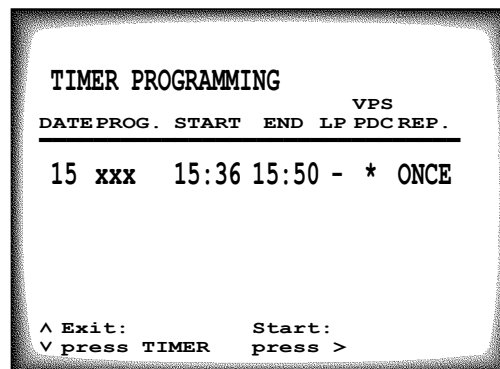 TIMER PROGRAMMING
VPS
DATE PROG. START END LP PDC REP.
15 xxx 15:36 15:50 - * ONCE
^ Exit: Start:
v press TIMER press >